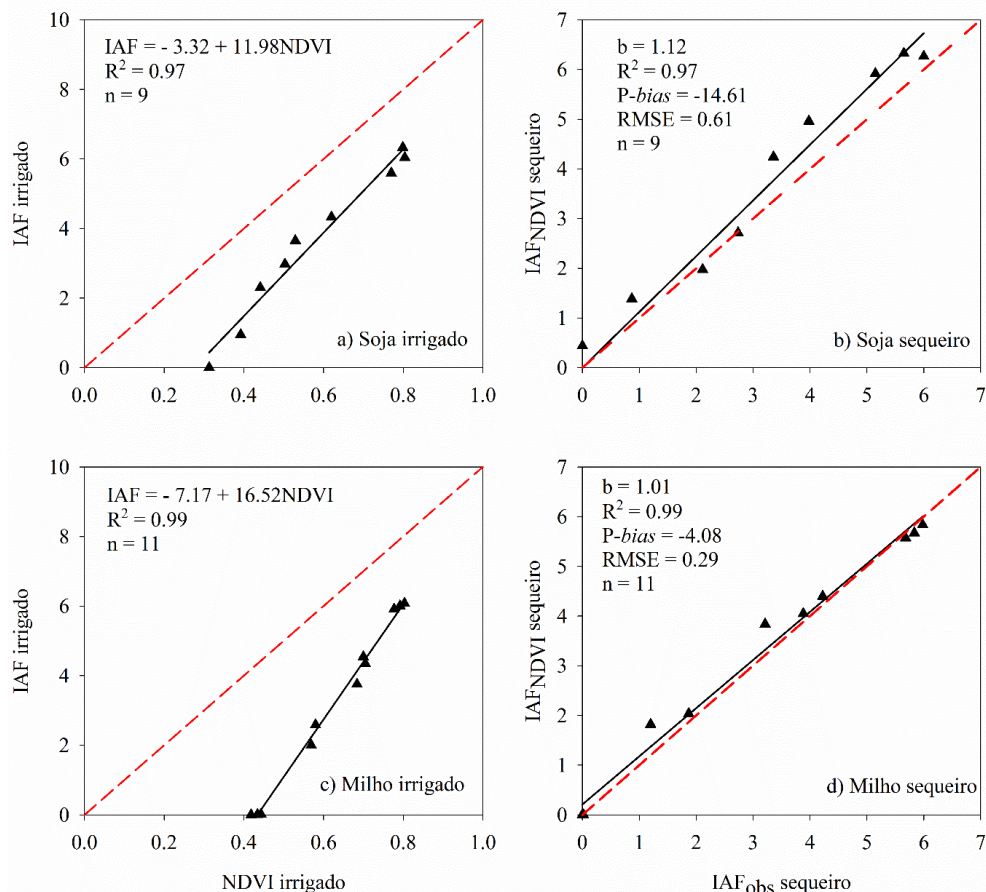 IAF = - 3.32 + 11.98NDVI
R² = 0.97
n = 9
a) Soja irrigado
IAF irrigado
0
2
4
6
8
10
0.0
0.2
0.4
0.6
0.8
1.0
b = 1.12
R² = 0.97
P-bias = -14.61
RMSE = 0.61
n = 9
b) Soja sequeiro
IAF_NDVI sequeiro
0
1
2
3
4
5
6
7
0
1
2
3
4
5
6
7
IAF = - 7.17 + 16.52NDVI
R² = 0.99
n = 11
c) Milho irrigado
IAF irrigado
0
2
4
6
8
10
0.0
0.2
0.4
0.6
0.8
1.0
NDVI irrigado
b = 1.01
R² = 0.99
P-bias = -4.08
RMSE = 0.29
n = 11
d) Milho sequeiro
IAF_NDVI sequeiro
0
1
2
3
4
5
6
7
0
1
2
3
4
5
6
7
IAF_obs sequeiro